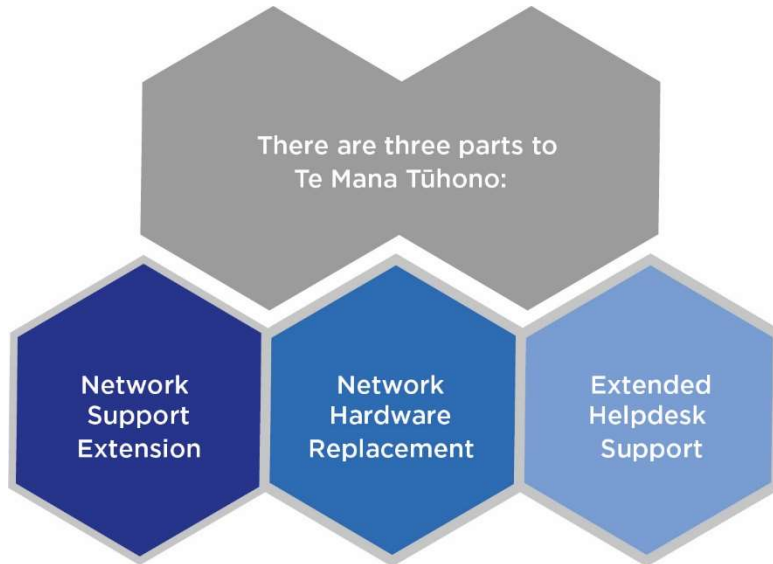 There are three parts to
Te Mana Tūhono:
Network
Support
Extension
Network
Hardware
Replacement
Extended
Helpdesk
Support